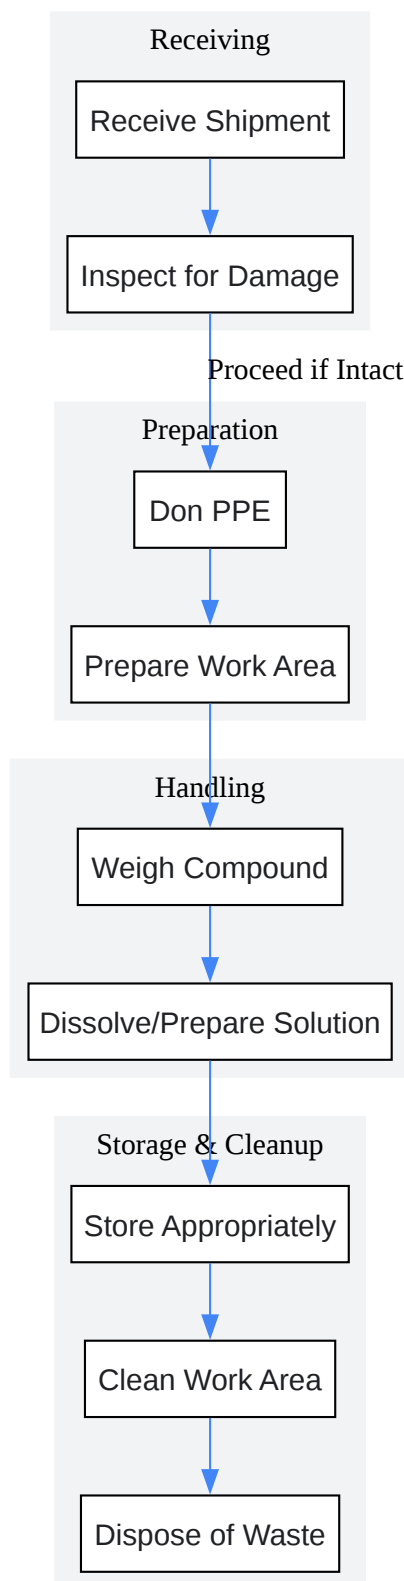 Receiving
Receive Shipment
Inspect for Damage
Proceed if Intact
Preparation
Don PPE
Prepare Work Area
Handling
Weigh Compound
Dissolve/Prepare Solution
Storage & Cleanup
Store Appropriately
Clean Work Area
Dispose of Waste